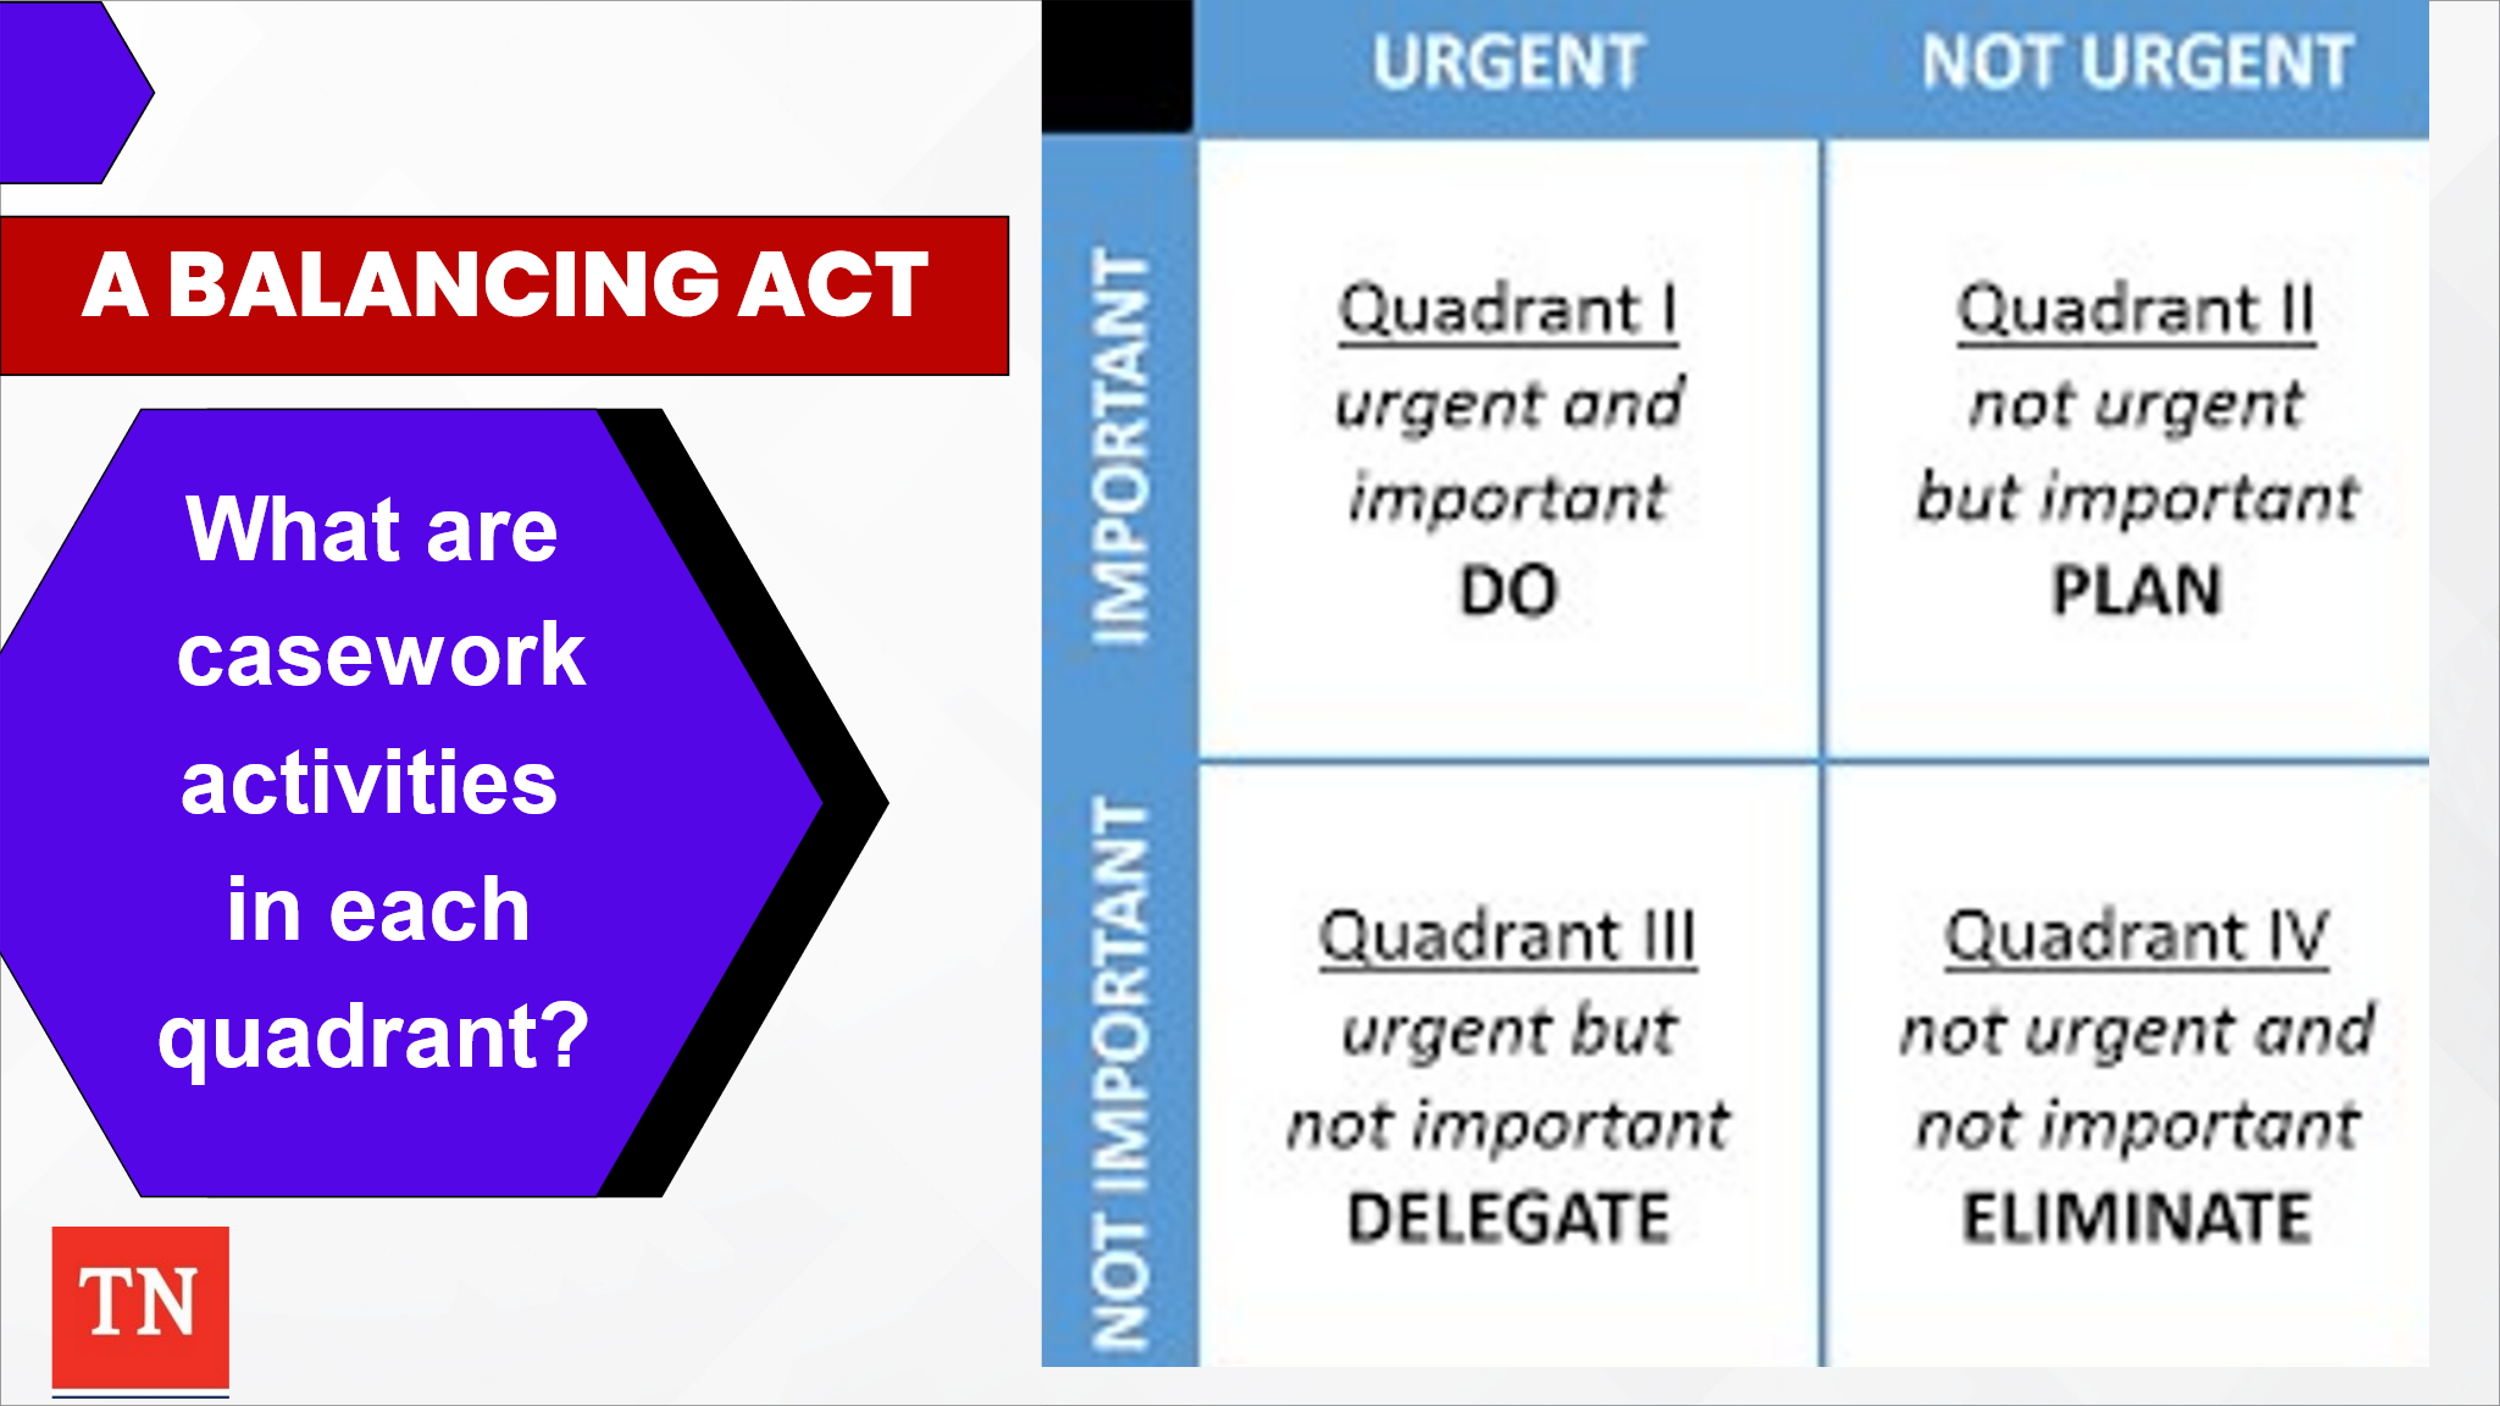 A BALANCING ACT
What are
casework
activities
in each
quadrant?
TN
URGENT
NOT URGENT
IMPORTANT
Quadrant I
urgent and
important
DO
Quadrant II
not urgent
but important
PLAN
NOT IMPORTANT
Quadrant III
urgent but
not important
DELEGATE
Quadrant IV
not urgent and
not important
ELIMINATE